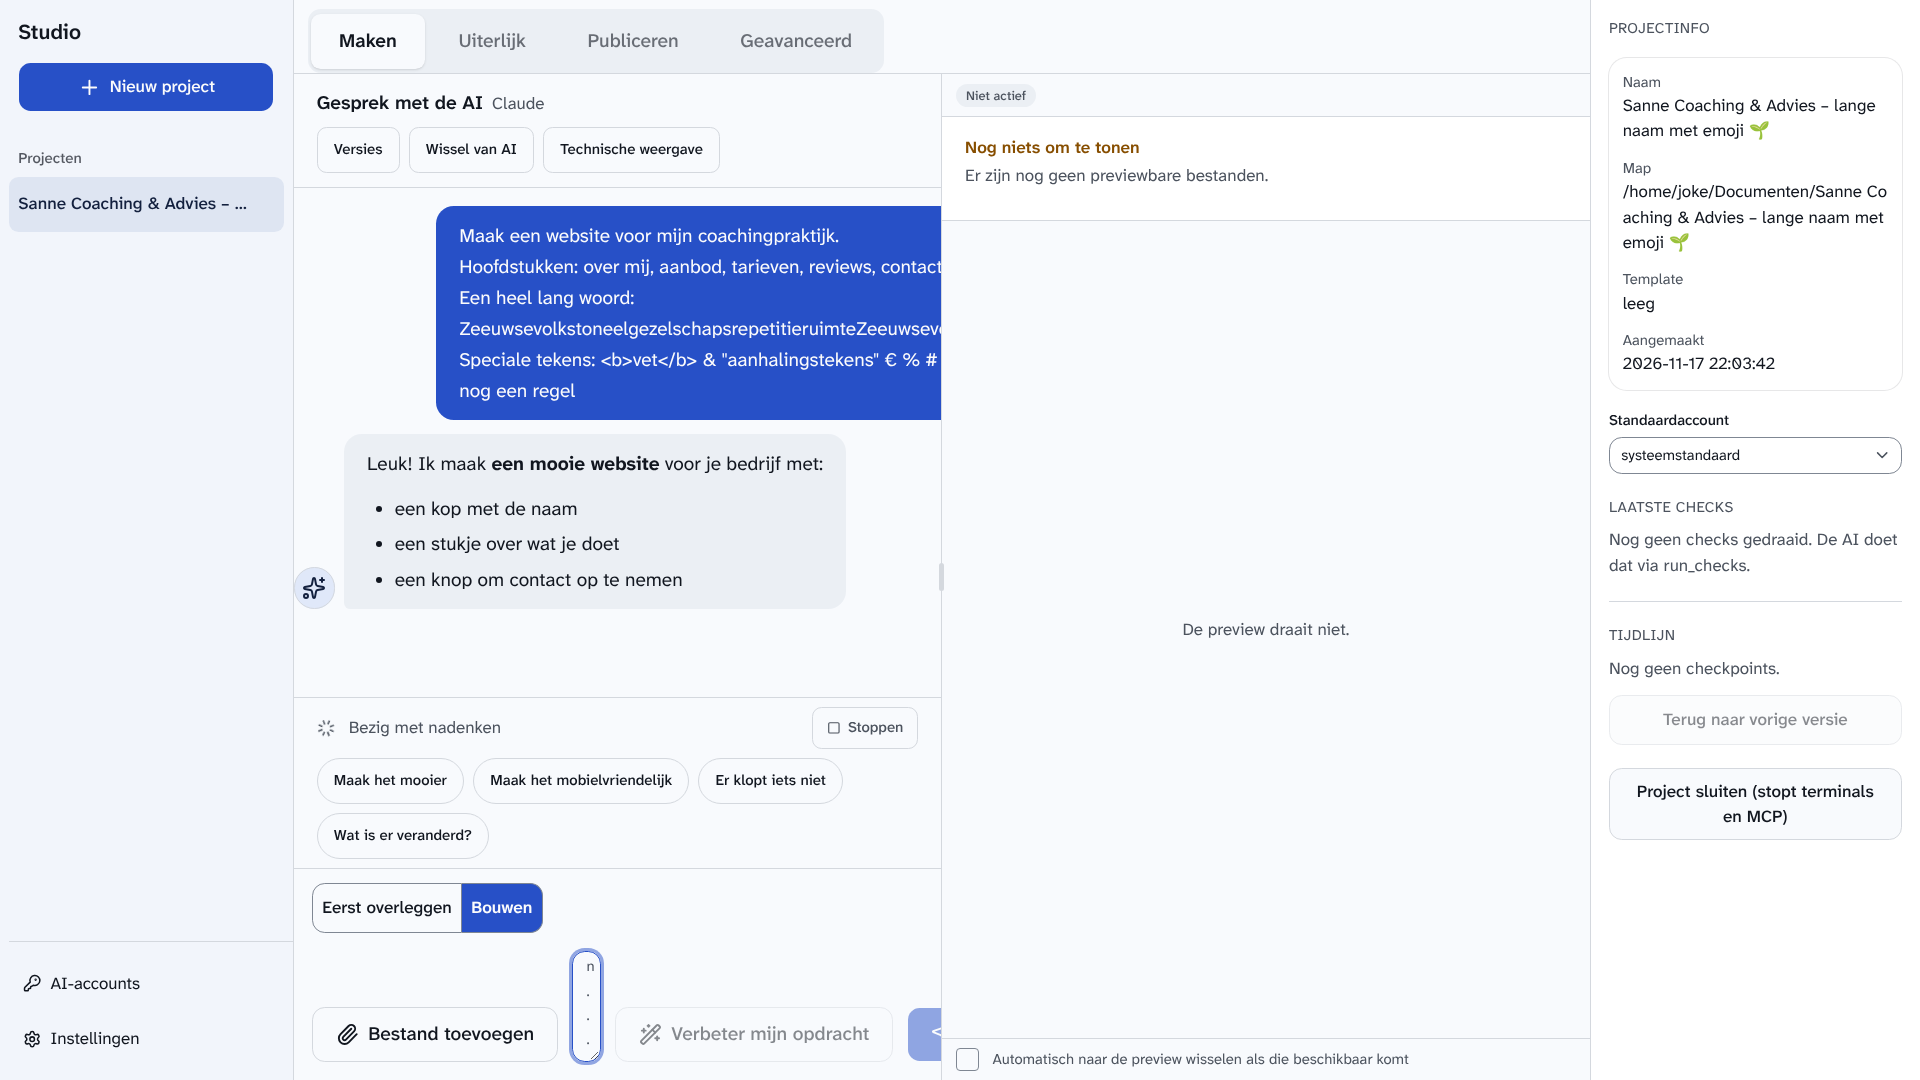 Studio
Nieuw project
Projecten
Sanne Coaching & Advies – ...
AI-accounts
Instellingen
Maken
Uiterlijk
Publiceren
Geavanceerd
Gesprek met de AI Claude
Versies
Wissel van AI
Technische weergave
Maak een website voor mijn coachingpraktijk.
Hoofdstukken: over mij, aanbod, tarieven, reviews, contact
Een heel lang woord:
Speciale tekens: <b>vet</b> & "aanhalingstekens" € % #
nog een regel
Leuk! Ik maak een mooie website voor je bedrijf met:
• een kop met de naam
• een stukje over wat je doet
• een knop om contact op te nemen
Bezig met nadenken
Stoppen
Maak het mooier
Maak het mobielvriendelijk
Er klopt iets niet
Wat is er veranderd?
Eerst overleggen
Bouwen
Bestand toevoegen
n
.
.
.
Verbeter mijn opdracht
Niet actief
Nog niets om te tonen
Er zijn nog geen previewbare bestanden.
De preview draait niet.
Automatisch naar de preview wisselen als die beschikbaar komt
PROJECTINFO
Naam
Sanne Coaching & Advies – lange
naam met emoji 🌱
Map
/home/joke/Documenten/Sanne Co
aching & Advies – lange naam met
emoji 🌱
Template
leeg
Aangemaakt
2026-11-17 22:03:42
Standaardaccount
systeemstandaard
LAATSTE CHECKS
Nog geen checks gedraaid. De AI doet
dat via run_checks.
TIJDLIJN
Nog geen checkpoints.
Terug naar vorige versie
Project sluiten (stopt terminals
en MCP)